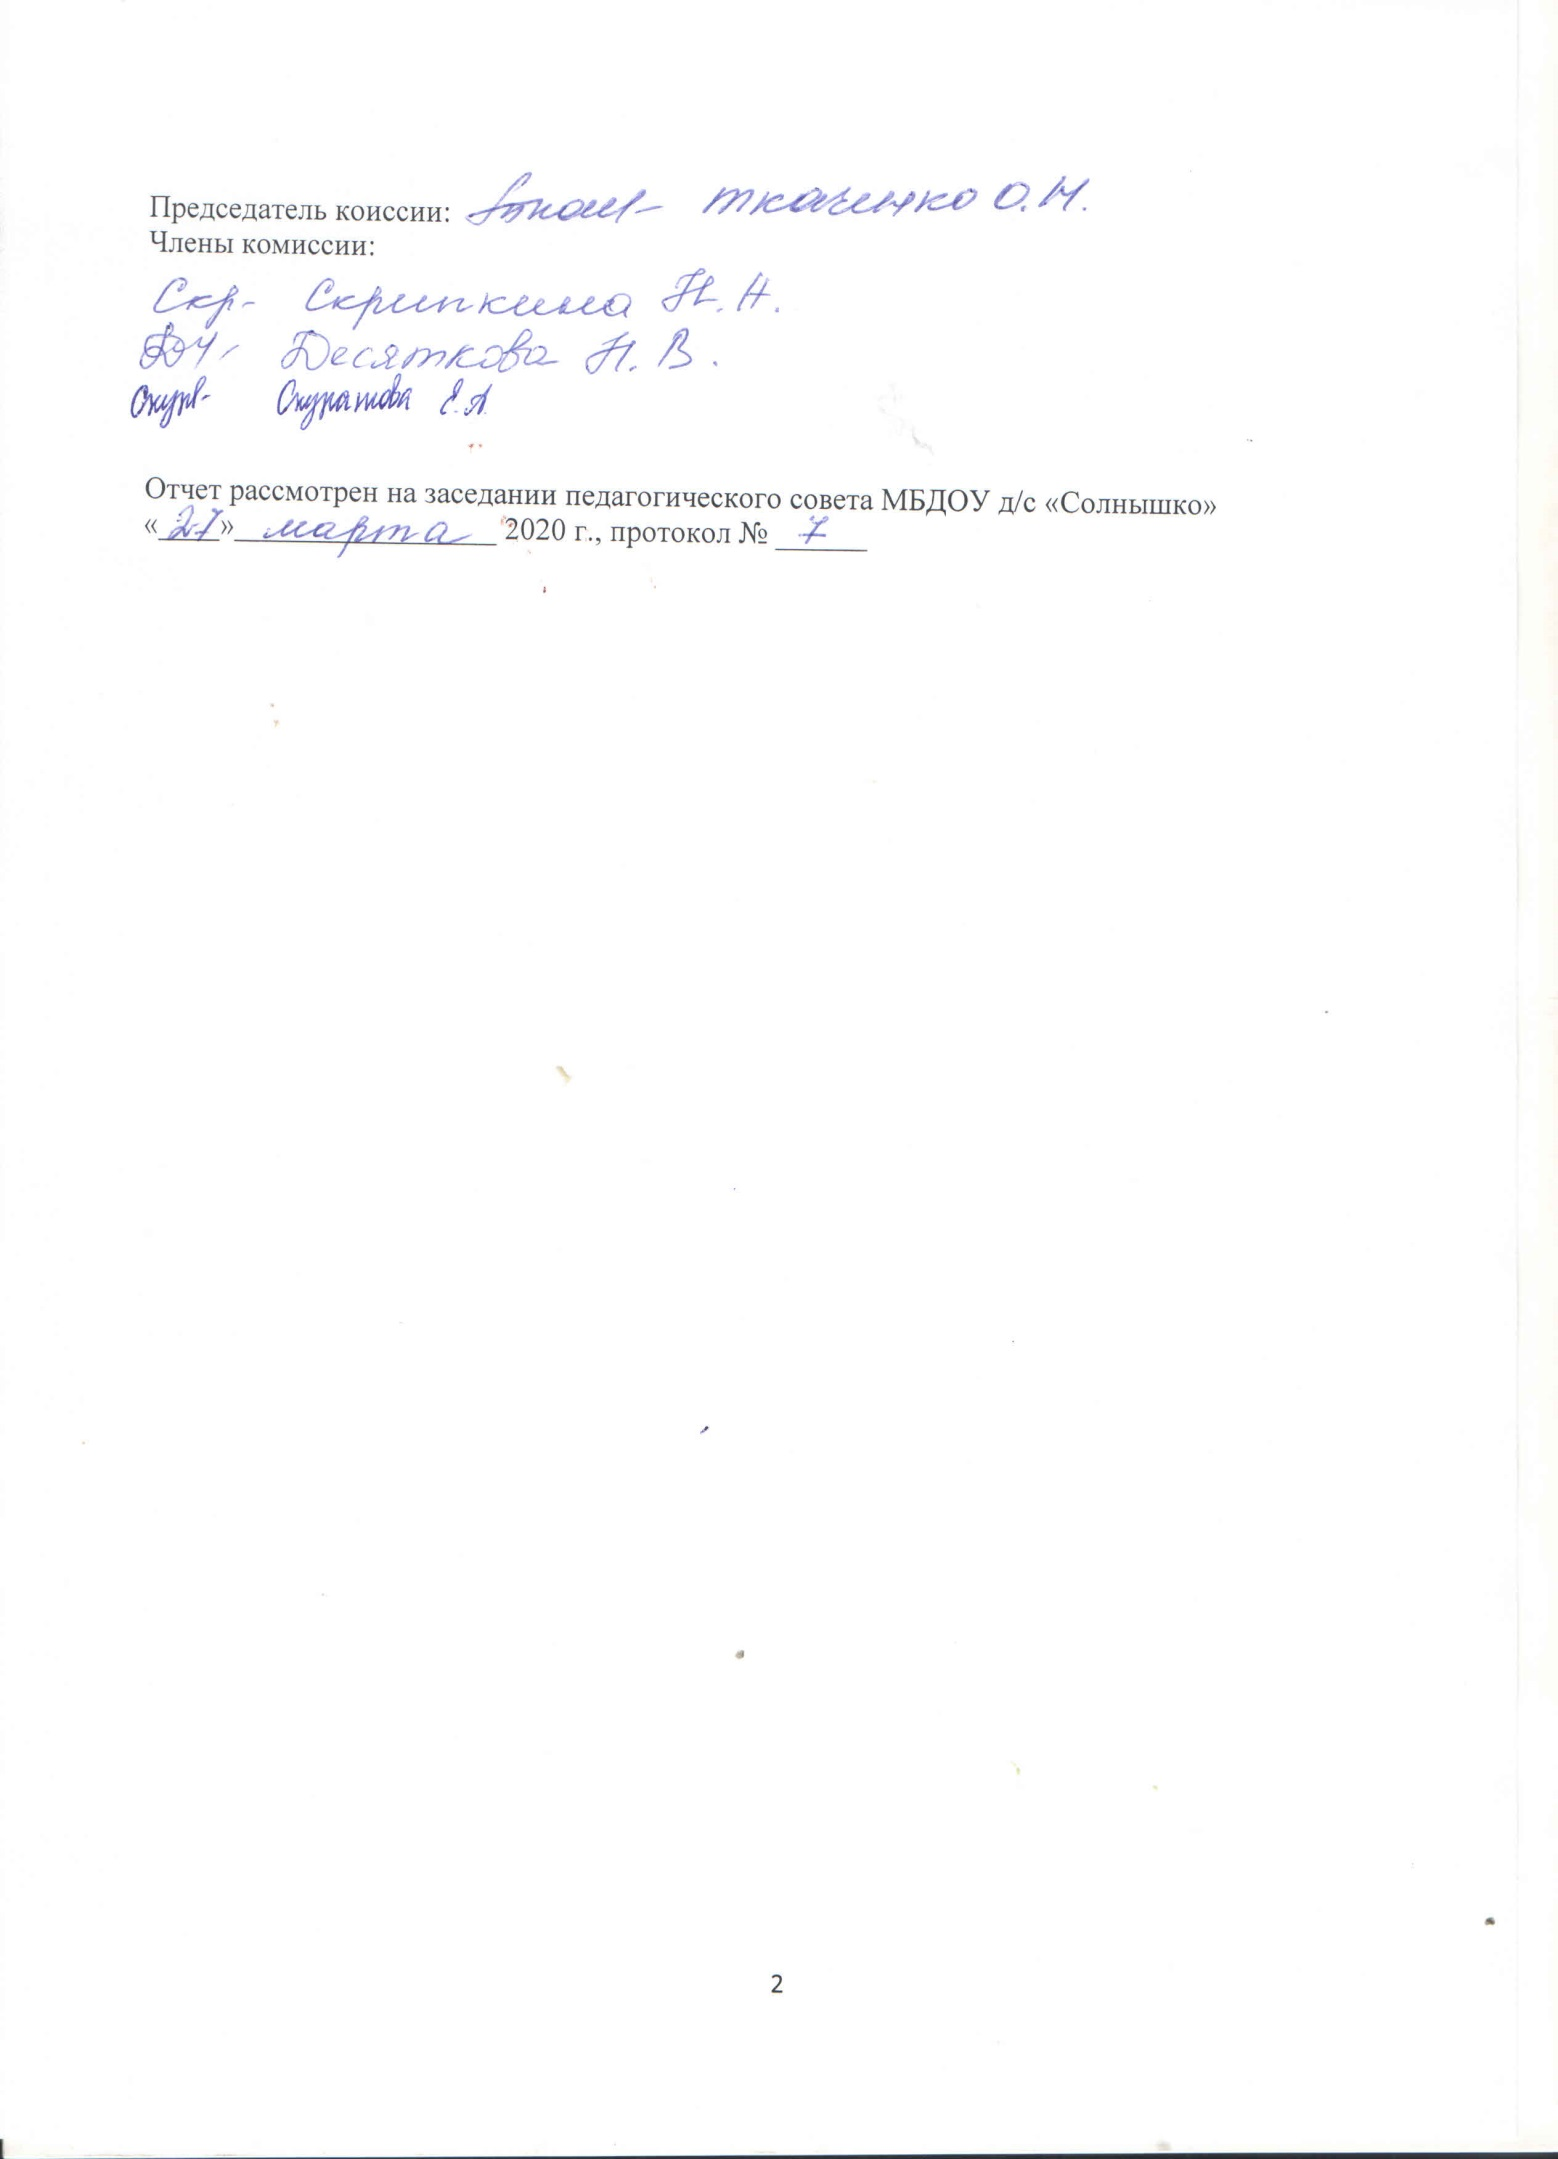 Председатель коиссии: Ткаченко О.Н.
Члены комиссии:
Скр- Скрипкина Н.Н.
Десяткова Н.В.
Скур- Скуратова Е.А.
Отчет рассмотрен на заседании педагогического совета МБДОУ д/с «Солнышко»
«27» марта 2020 г., протокол № 7
2